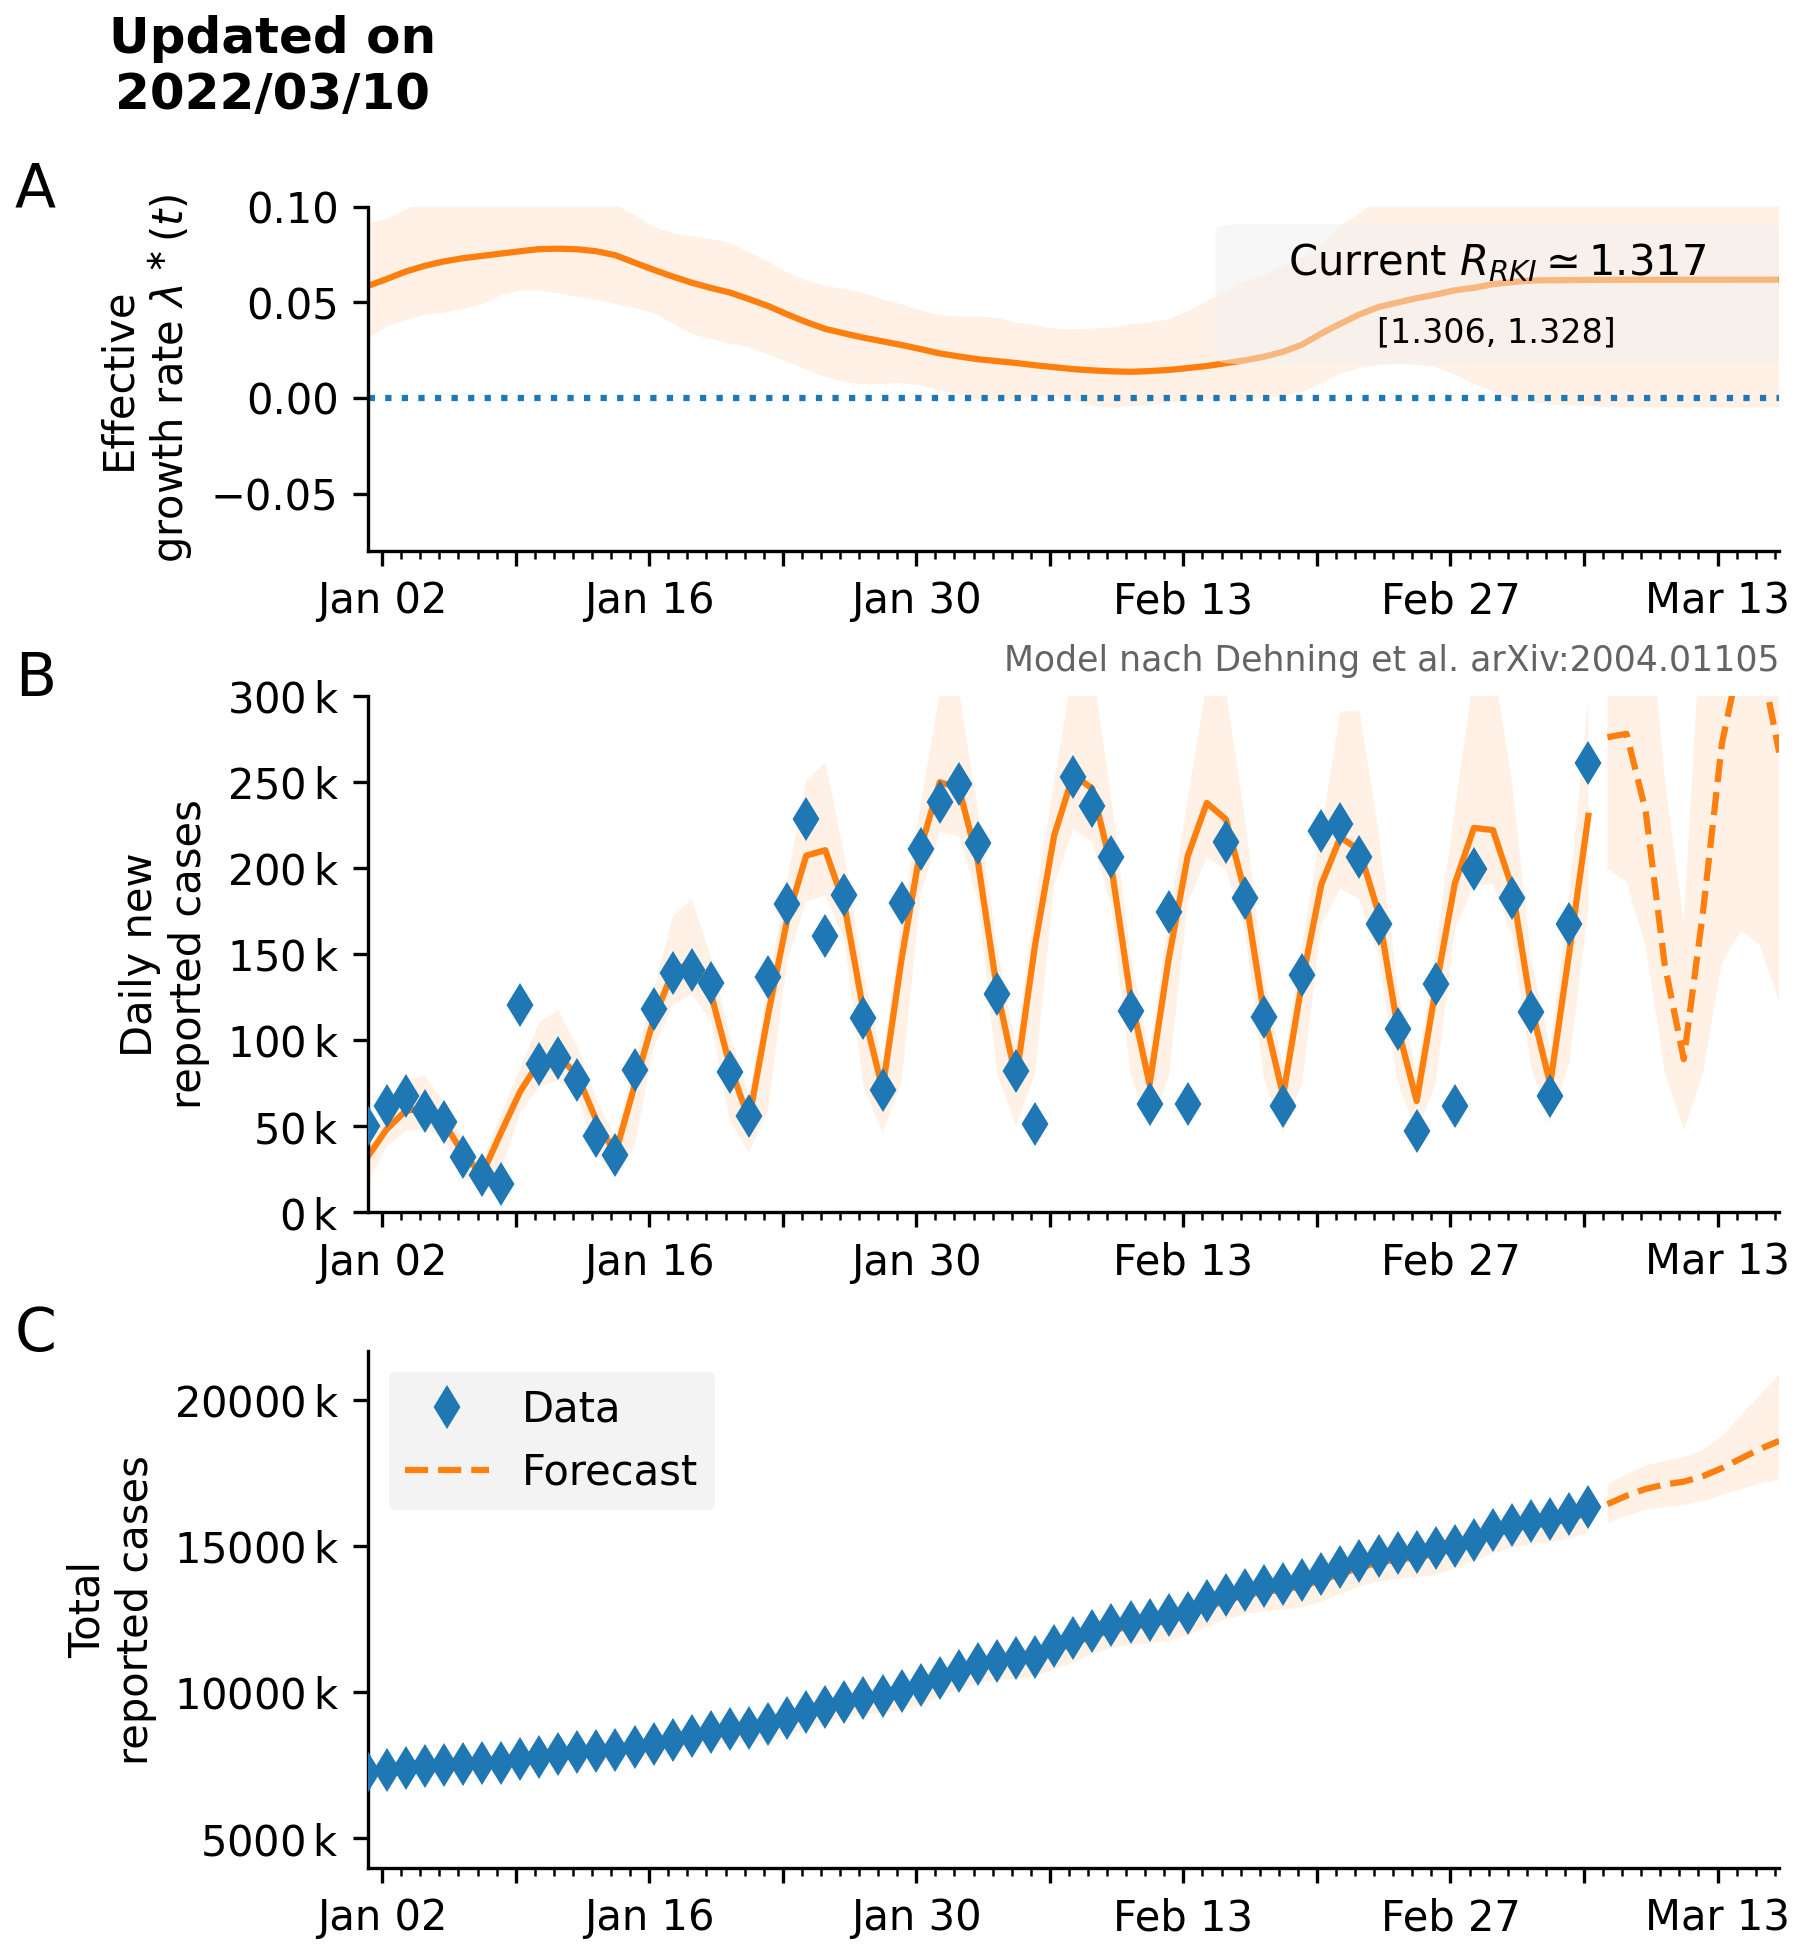 Updated on
2022/03/10
A
Effective
growth rate λ*(t)
0.10
0.05
0.00
−0.05
Current R_RKI ≃ 1.317
[1.306, 1.328]
Jan 02
Jan 16
Jan 30
Feb 13
Feb 27
Mar 13
Model nach Dehning et al. arXiv:2004.01105
B
Daily new
reported cases
300 k
250 k
200 k
150 k
100 k
50 k
0 k
Jan 02
Jan 16
Jan 30
Feb 13
Feb 27
Mar 13
C
Total
reported cases
20000 k
15000 k
10000 k
5000 k
Data
Forecast
Jan 02
Jan 16
Jan 30
Feb 13
Feb 27
Mar 13